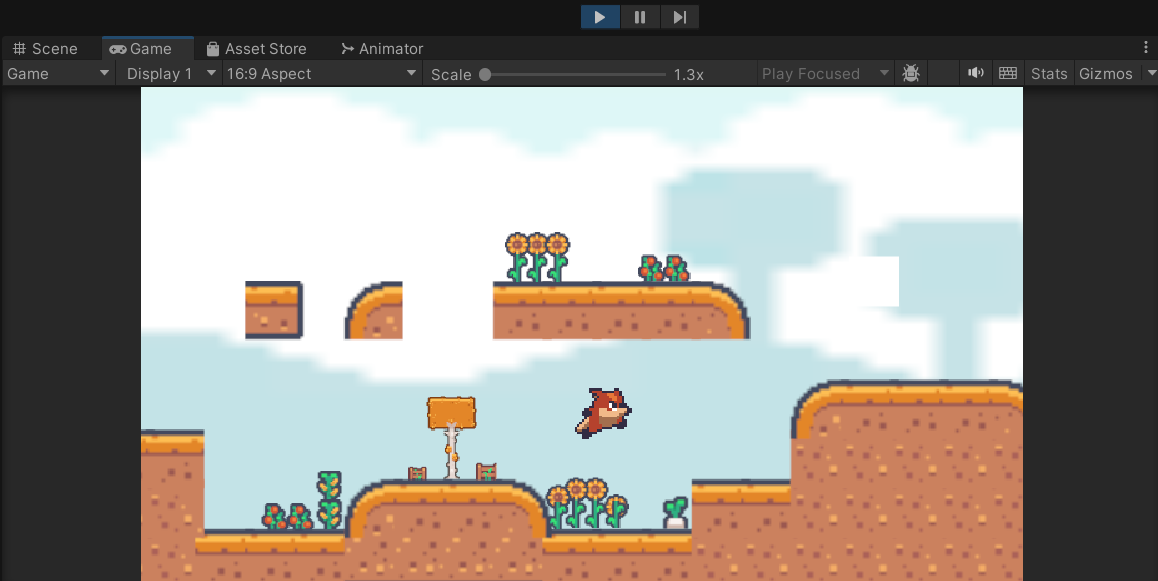 Scene Game Asset Store Animator
Game Display 1 16:9 Aspect Scale 1.3x Play Focused Stats Gizmos